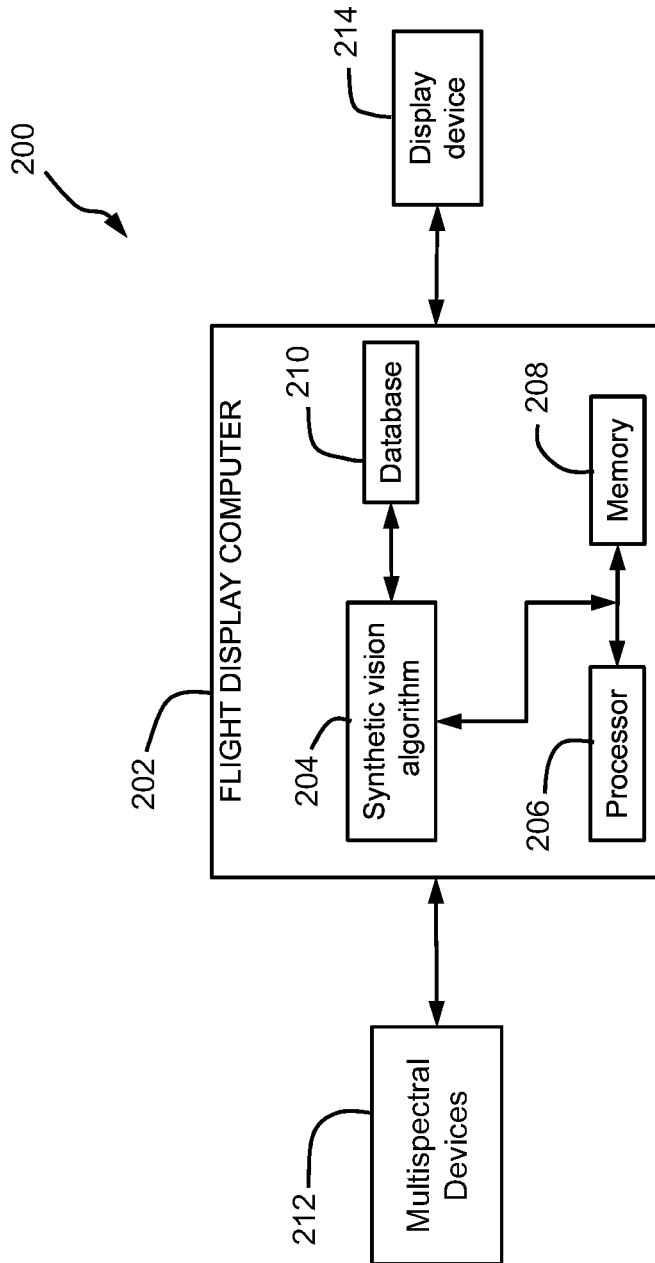 200
202
FLIGHT DISPLAY COMPUTER
204
Synthetic vision
algorithm
210
Database
206
Processor
208
Memory
212
Multispectral
Devices
214
Display
device